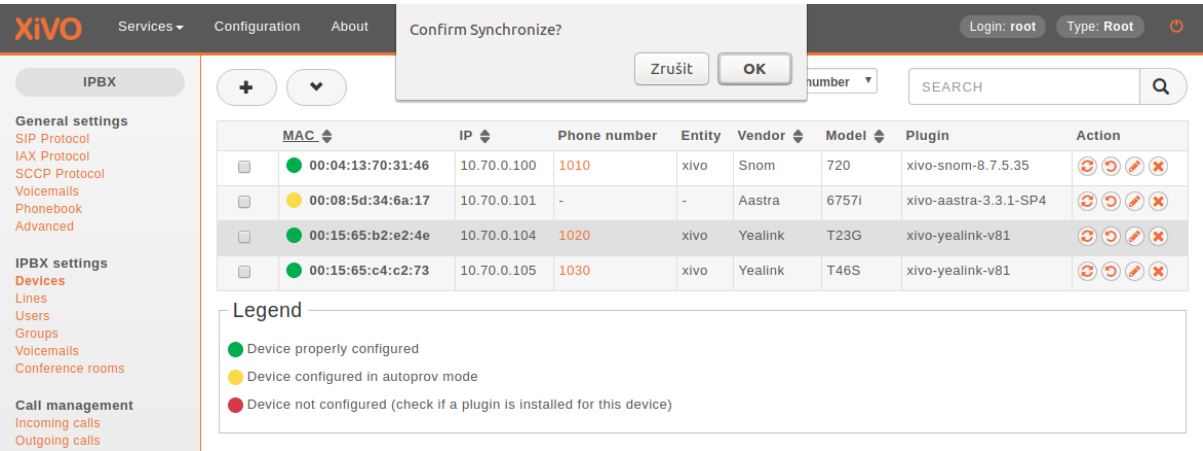 XiVO Services Configuration About Login: root Type: Root
Confirm Synchronize?
Zrušit OK
IPBX
General settings
SIP Protocol
IAX Protocol
SCCP Protocol
Voicemails
Phonebook
Advanced
IPBX settings
Devices
Lines
Users
Groups
Voicemails
Conference rooms
Call management
Incoming calls
Outgoing calls
number SEARCH
MAC IP Phone number Entity Vendor Model Plugin Action
00:04:13:70:31:46 10.70.0.100 1010 xivo Snom 720 xivo-snom-8.7.5.35
00:08:5d:34:6a:17 10.70.0.101 - - Aastra 6757i xivo-aastra-3.3.1-SP4
00:15:65:b2:e2:4e 10.70.0.104 1020 xivo Yealink T23G xivo-yealink-v81
00:15:65:c4:c2:73 10.70.0.105 1030 xivo Yealink T46S xivo-yealink-v81
Legend
Device properly configured
Device configured in autoprov mode
Device not configured (check if a plugin is installed for this device)